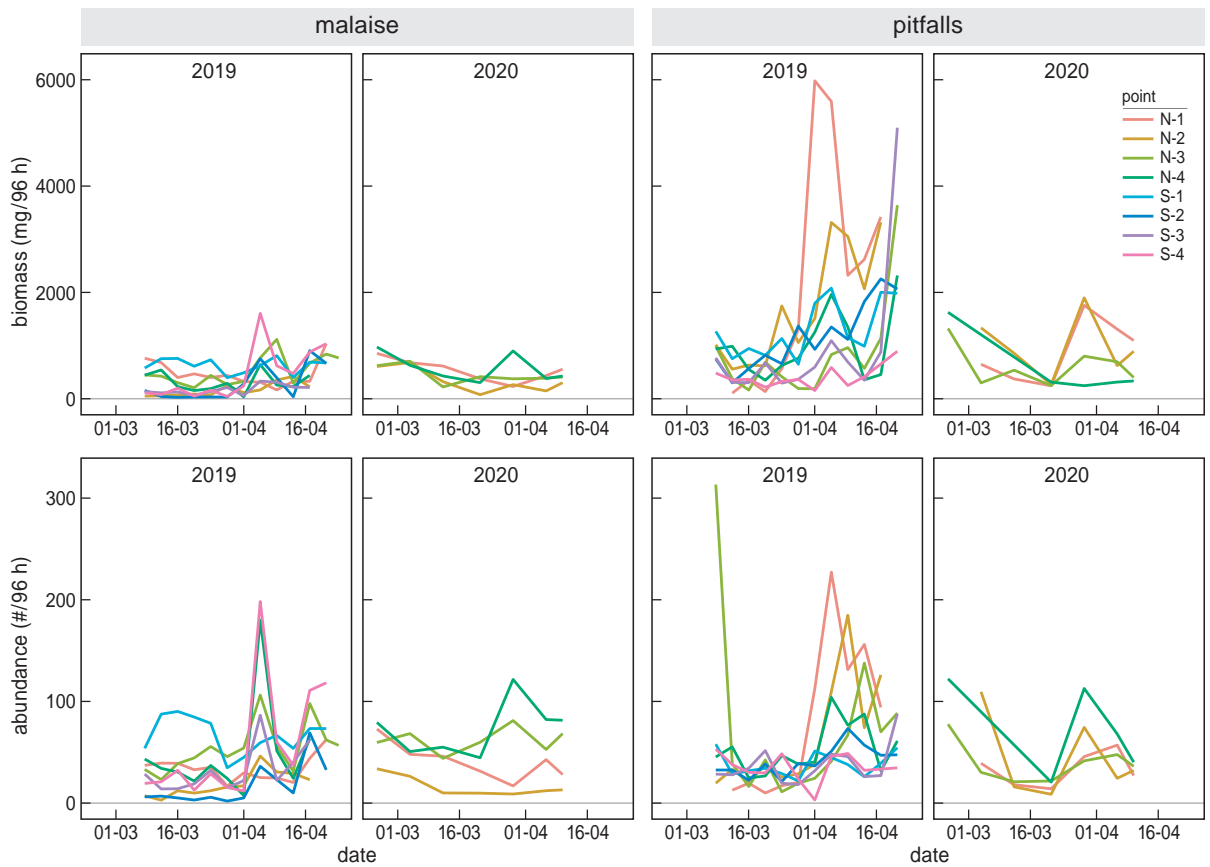 malaise pitfalls
2019 2020 2019 2020
point
N-1
N-2
N-3
N-4
S-1
S-2
S-3
S-4
biomass (mg/96 h)
6000
4000
2000
0
01-03 16-03 01-04 16-04 01-03 16-03 01-04 16-04 01-03 16-03 01-04 16-04 01-03 16-03 01-04 16-04
2019 2020 2019 2020
abundance (#/96 h)
300
200
100
0
01-03 16-03 01-04 16-04 01-03 16-03 01-04 16-04 01-03 16-03 01-04 16-04 01-03 16-03 01-04 16-04
date date